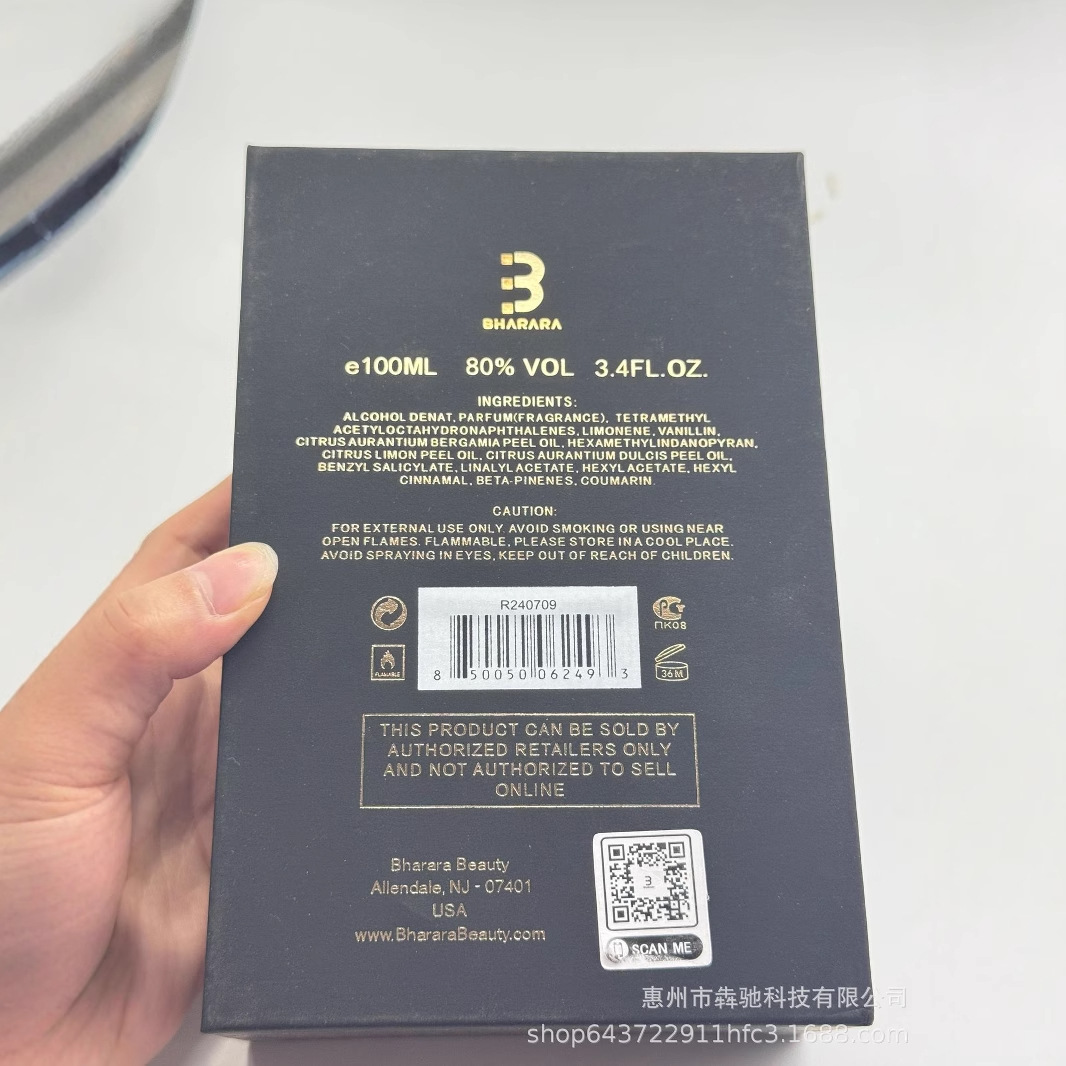 BHARARA
e100ML 80% VOL 3.4FL.OZ.
INGREDIENTS:
ALCOHOL DENAT, PARFUM(FRAGRANCE), TETRAMETHYL
ACETYLOCTAHYDRONAPHTHALENES, LIMONENE, VANILLIN,
CITRUS AURANTIUM BERGAMIA PEEL OIL, HEXAMETHYLINDANOPYRAN,
CITRUS LIMON PEEL OIL, CITRUS AURANTIUM DULCIS PEEL OIL,
BENZYL SALICYLATE, LINALYL ACETATE, HEXYL ACETATE, HEXYL
CINNAMAL, BETA-PINENES, COUMARIN.
CAUTION:
FOR EXTERNAL USE ONLY. AVOID SMOKING OR USING NEAR
OPEN FLAMES. FLAMMABLE, PLEASE STORE IN A COOL PLACE.
AVOID SPRAYING IN EYES, KEEP OUT OF REACH OF CHILDREN.
R240709
8 50050 06249 3
FLAMMABLE
ПК08
36M
THIS PRODUCT CAN BE SOLD BY
AUTHORIZED RETAILERS ONLY
AND NOT AUTHORIZED TO SELL
ONLINE
Bharara Beauty
Allendale, NJ - 07401
USA
www.BhararaBeauty.com
SCAN ME
惠州市犇驰科技有限公司
shop643722911hfc3.1688.com